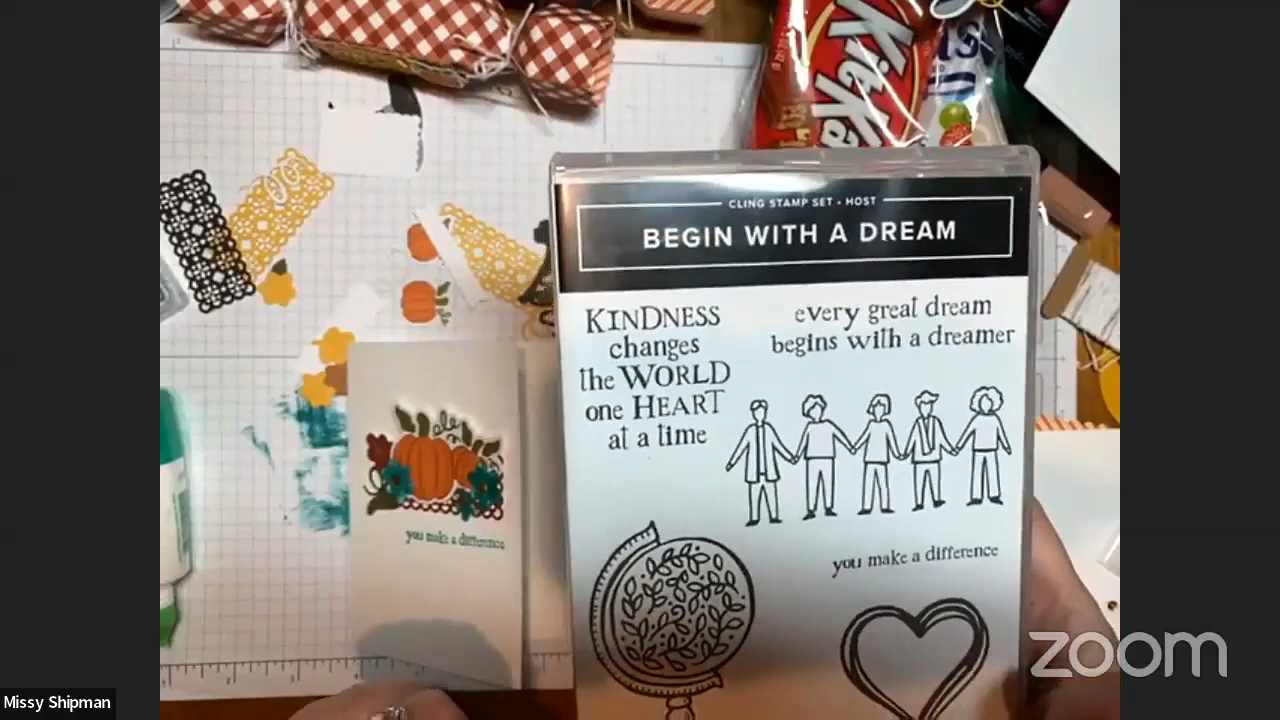 KitKat
CLING STAMP SET • HOST
BEGIN WITH A DREAM
KINDNESS
changes
the WORLD
one HEART
at a time
every great dream
begins with a dreamer
you make a difference
you make a difference
zoom
Missy Shipman